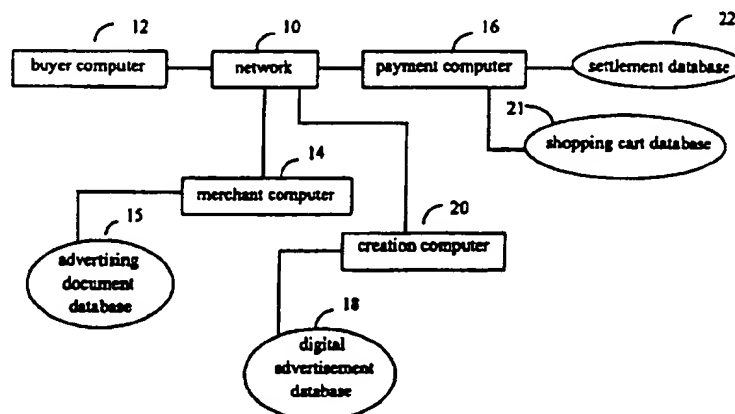 12
10
16
22
buyer computer
network
payment computer
settlement database
21
shopping cart database
14
merchant computer
15
20
advertising
document
database
creation computer
18
digital
advertisement
database